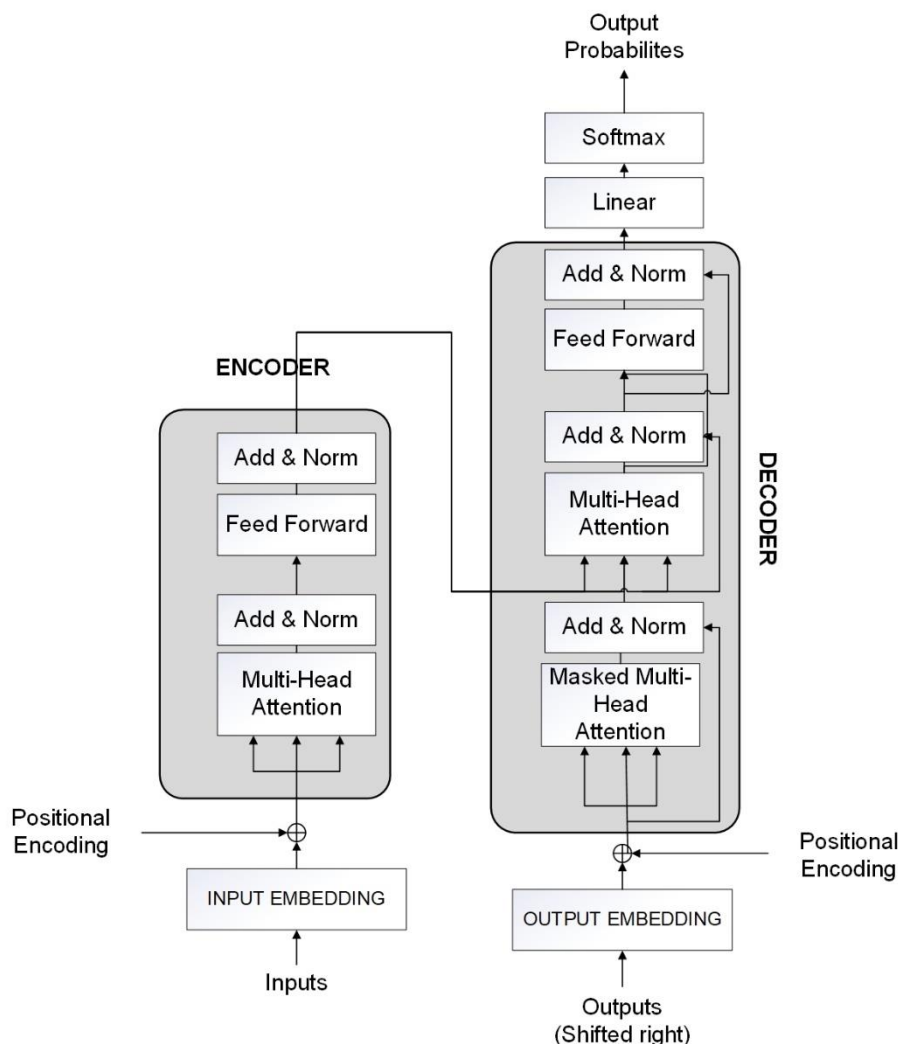 Output
Probabilites
Softmax
Linear
Add & Norm
Feed Forward
Add & Norm
Multi-Head
Attention
Add & Norm
Masked Multi-
Head
Attention
DECODER
Positional
Encoding
OUTPUT EMBEDDING
Outputs
(Shifted right)
ENCODER
Add & Norm
Feed Forward
Add & Norm
Multi-Head
Attention
Positional
Encoding
INPUT EMBEDDING
Inputs